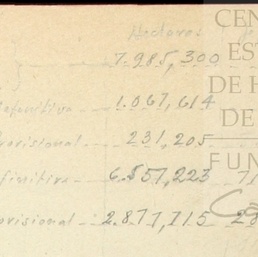 Hectares
7.985,300
definitiva 1.067,614
provisional 231,205
definitiva 6.557,223
provisional 2.877,715
CEN
EST
DE H
DE
FUN